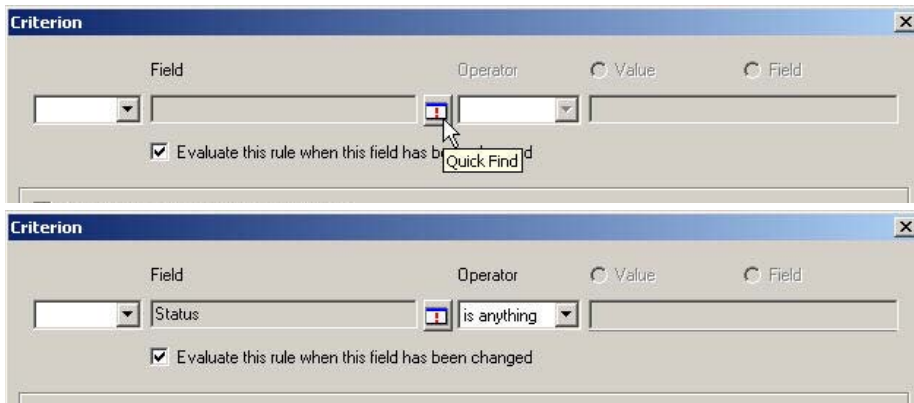 Criterion
Field Operator Value Field
Evaluate this rule when this field has be d
Quick Find
Criterion
Field Operator Value Field
Status is anything
Evaluate this rule when this field has been changed